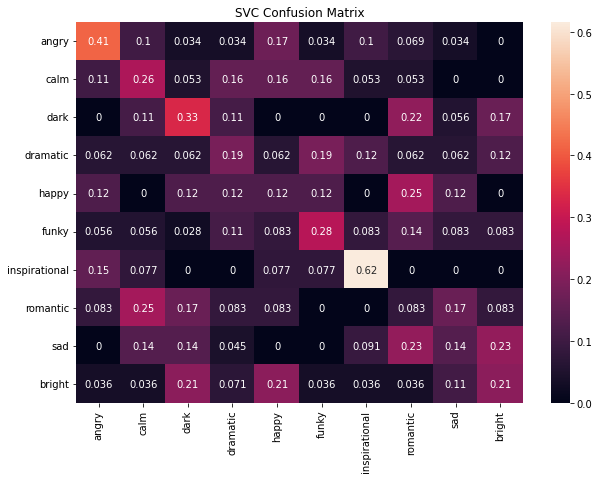 SVC Confusion Matrix
angry 0.41 0.1 0.034 0.034 0.17 0.034 0.1 0.069 0.034 0
calm 0.11 0.26 0.053 0.16 0.16 0.16 0.053 0.053 0 0
dark 0 0.11 0.33 0.11 0 0 0 0.22 0.056 0.17
dramatic 0.062 0.062 0.062 0.19 0.062 0.19 0.12 0.062 0.062 0.12
happy 0.12 0 0.12 0.12 0.12 0.12 0 0.25 0.12 0
funky 0.056 0.056 0.028 0.11 0.083 0.28 0.083 0.14 0.083 0.083
inspirational 0.15 0.077 0 0 0.077 0.077 0.62 0 0 0
romantic 0.083 0.25 0.17 0.083 0.083 0 0 0.083 0.17 0.083
sad 0 0.14 0.14 0.045 0 0 0.091 0.23 0.14 0.23
bright 0.036 0.036 0.21 0.071 0.21 0.036 0.036 0.036 0.11 0.21
angry calm dark dramatic happy funky inspirational romantic sad bright
0.6
0.5
0.4
0.3
0.2
0.1
0.0